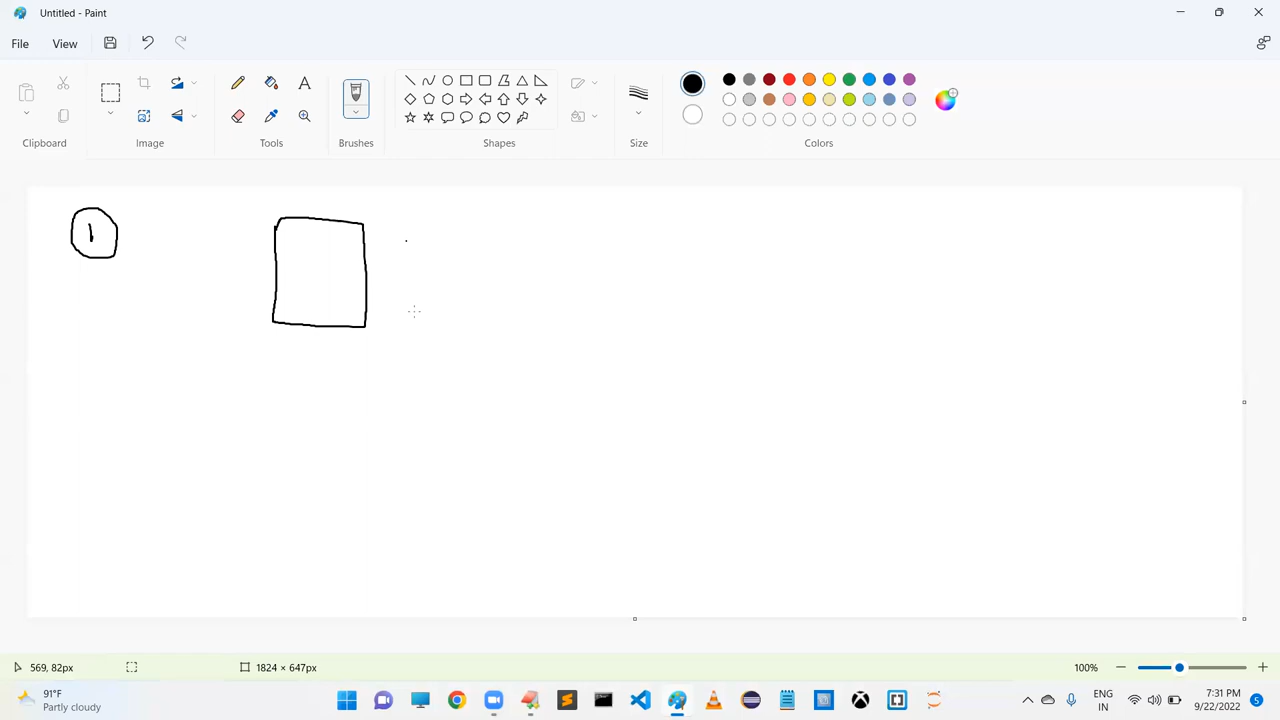 Untitled - Paint
File View
Clipboard
Image
Tools
Brushes
Shapes
Size
Colors
1
569, 82px
1824 × 647px
100%
91°F
Partly cloudy
ENG
IN
7:31 PM
9/22/2022
5